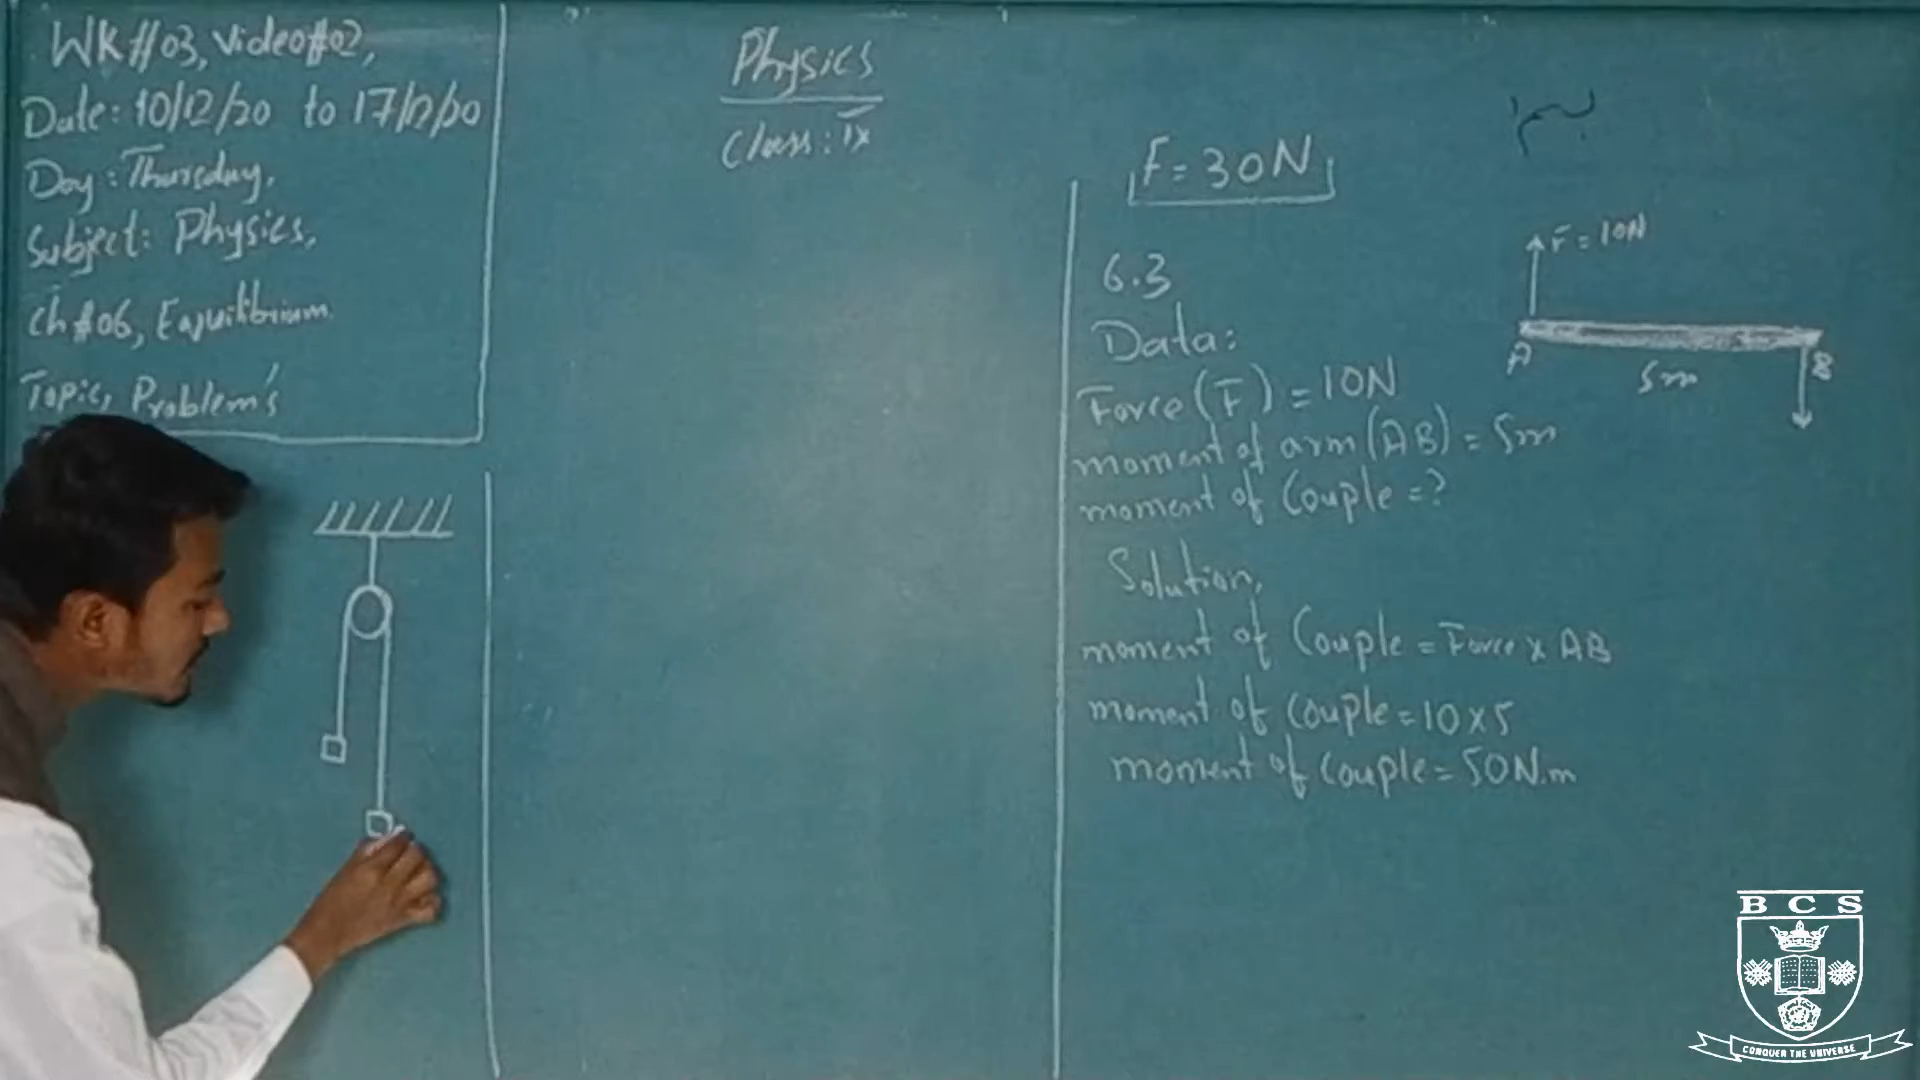 WK#03, Video#02,
Date: 10/12/20 to 17/12/20
Day: Thursday,
Subject: Physics,
Ch#06, Equilibrium
Topic, Problem's
Physics
Class: IX
F = 30N
6.3
Data:
Force (F) = 10N
moment of arm (AB) = 5m
moment of Couple = ?
Solution,
moment of Couple = Force x AB
moment of Couple = 10 x 5
moment of Couple = 50N.m
F = 10N
A
5m
B
BCS
CONQUER THE UNIVERSE